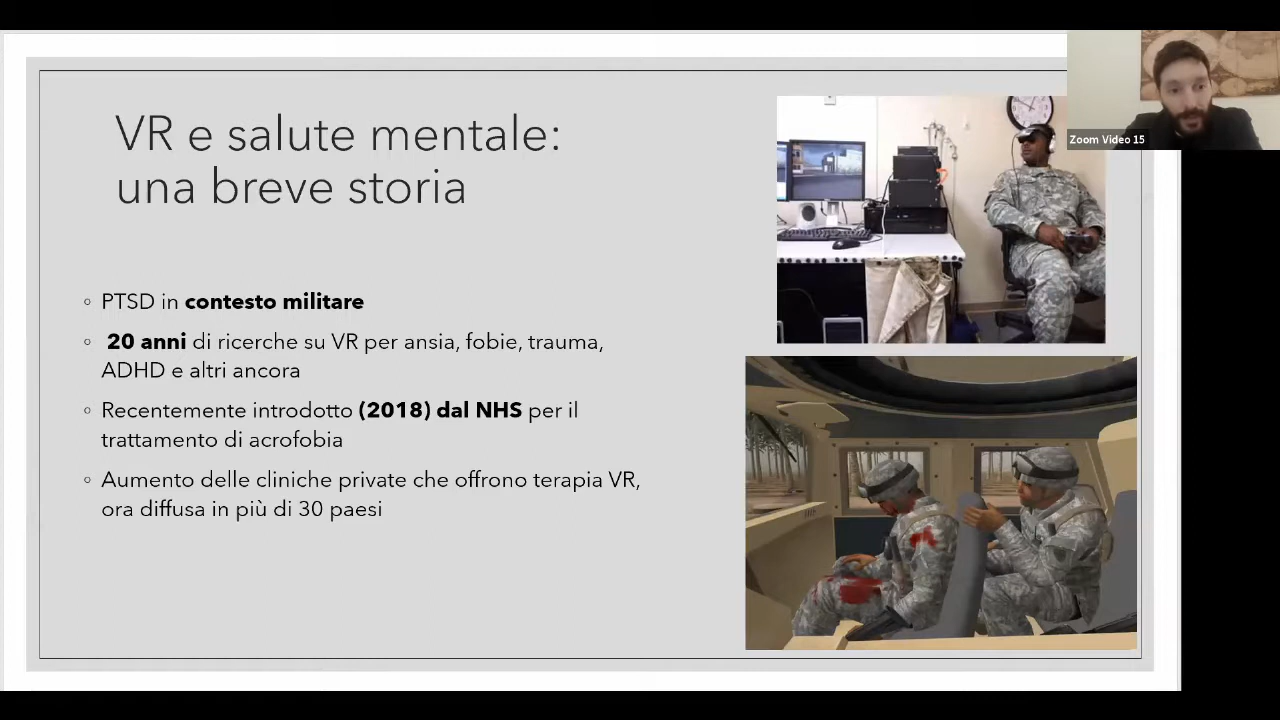 VR e salute mentale:
una breve storia
Zoom Video 15
◦ PTSD in contesto militare
◦ 20 anni di ricerche su VR per ansia, fobie, trauma,
ADHD e altri ancora
◦ Recentemente introdotto (2018) dal NHS per il
trattamento di acrofobia
◦ Aumento delle cliniche private che offrono terapia VR,
ora diffusa in più di 30 paesi